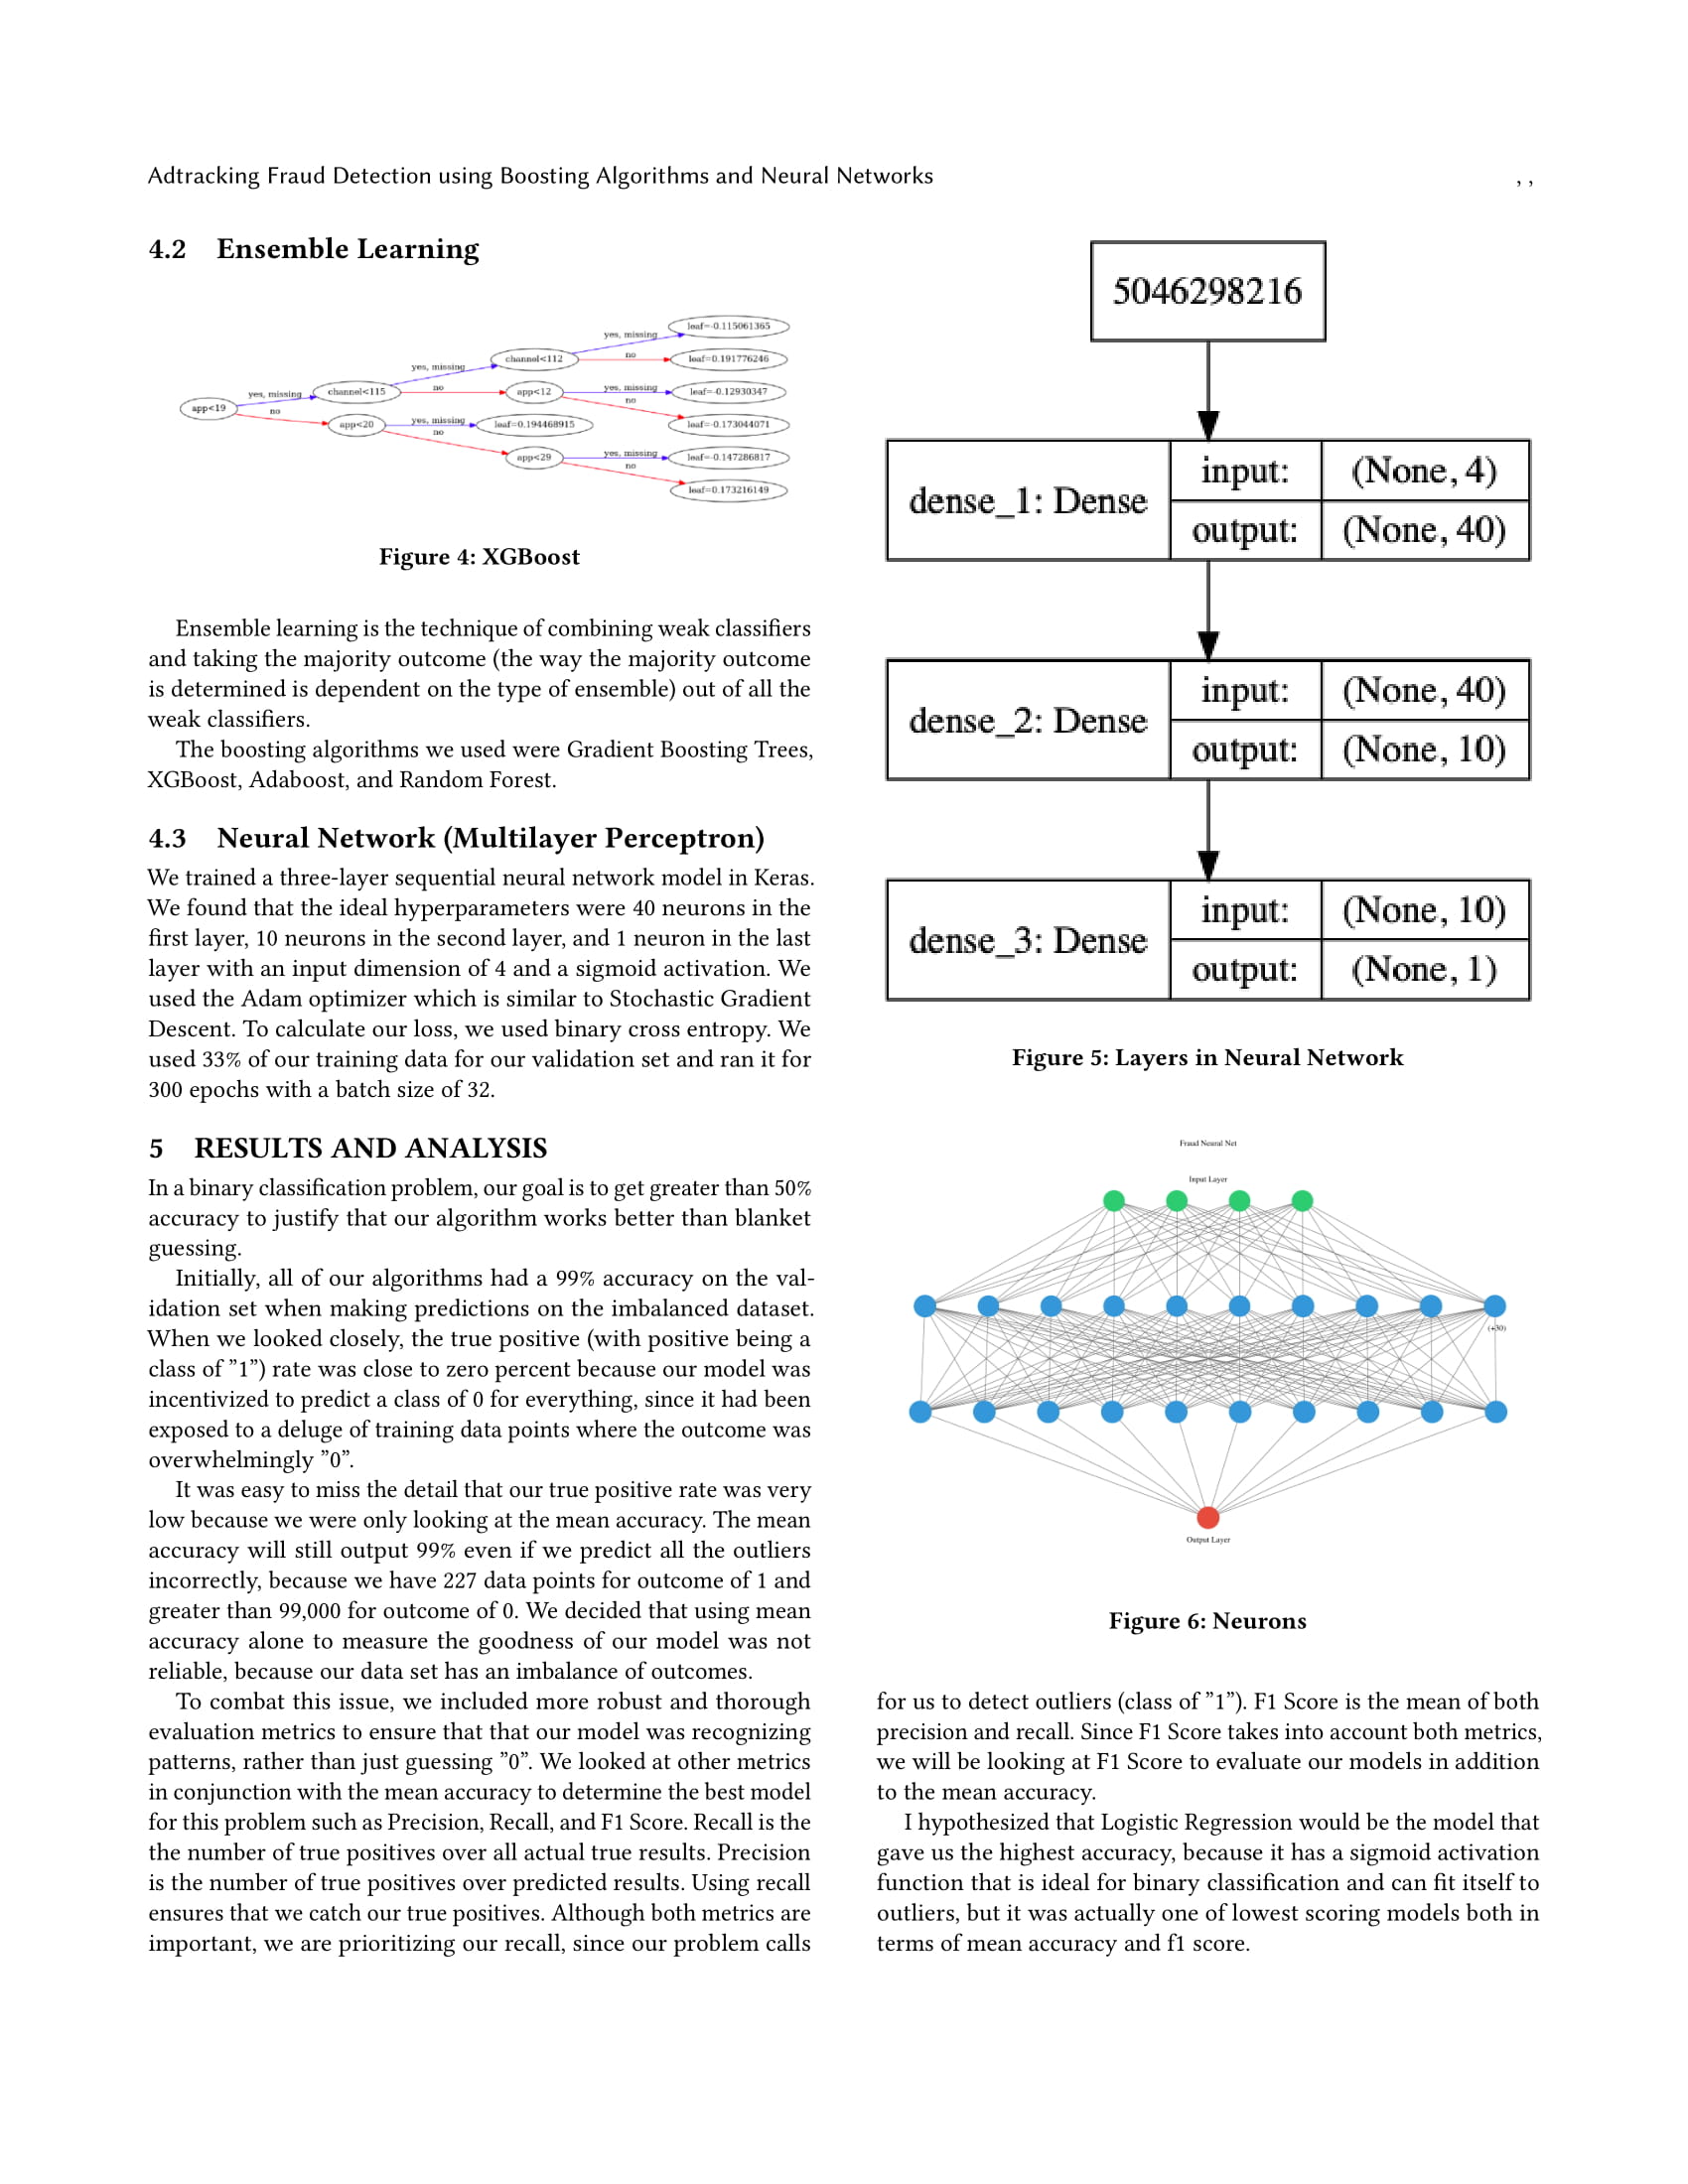 Adtracking Fraud Detection using Boosting Algorithms and Neural Networks
, ,
4.2 Ensemble Learning
app<19
yes, missing
no
channel<115
app<20
yes, missing
no
yes, missing
no
channel<112
app<12
leaf=0.194468915
app<29
yes, missing
no
yes, missing
no
yes, missing
no
leaf=-0.115061365
leaf=0.191776246
leaf=-0.12930347
leaf=-0.173044071
leaf=-0.147286817
leaf=0.173216149
Figure 4: XGBoost
Ensemble learning is the technique of combining weak classifiers
and taking the majority outcome (the way the majority outcome
is determined is dependent on the type of ensemble) out of all the
weak classifiers.
The boosting algorithms we used were Gradient Boosting Trees,
XGBoost, Adaboost, and Random Forest.
4.3 Neural Network (Multilayer Perceptron)
We trained a three-layer sequential neural network model in Keras.
We found that the ideal hyperparameters were 40 neurons in the
first layer, 10 neurons in the second layer, and 1 neuron in the last
layer with an input dimension of 4 and a sigmoid activation. We
used the Adam optimizer which is similar to Stochastic Gradient
Descent. To calculate our loss, we used binary cross entropy. We
used 33% of our training data for our validation set and ran it for
300 epochs with a batch size of 32.
5 RESULTS AND ANALYSIS
In a binary classification problem, our goal is to get greater than 50%
accuracy to justify that our algorithm works better than blanket
guessing.
Initially, all of our algorithms had a 99% accuracy on the val-
idation set when making predictions on the imbalanced dataset.
When we looked closely, the true positive (with positive being a
class of ”1”) rate was close to zero percent because our model was
incentivized to predict a class of 0 for everything, since it had been
exposed to a deluge of training data points where the outcome was
overwhelmingly ”0”.
It was easy to miss the detail that our true positive rate was very
low because we were only looking at the mean accuracy. The mean
accuracy will still output 99% even if we predict all the outliers
incorrectly, because we have 227 data points for outcome of 1 and
greater than 99,000 for outcome of 0. We decided that using mean
accuracy alone to measure the goodness of our model was not
reliable, because our data set has an imbalance of outcomes.
To combat this issue, we included more robust and thorough
evaluation metrics to ensure that that our model was recognizing
patterns, rather than just guessing ”0”. We looked at other metrics
in conjunction with the mean accuracy to determine the best model
for this problem such as Precision, Recall, and F1 Score. Recall is the
the number of true positives over all actual true results. Precision
is the number of true positives over predicted results. Using recall
ensures that we catch our true positives. Although both metrics are
important, we are prioritizing our recall, since our problem calls
5046298216
dense_1: Dense
input: (None, 4)
output: (None, 40)
dense_2: Dense
input: (None, 40)
output: (None, 10)
dense_3: Dense
input: (None, 10)
output: (None, 1)
Figure 5: Layers in Neural Network
Fraud Neural Net
Input Layer
(+30)
Output Layer
Figure 6: Neurons
for us to detect outliers (class of ”1”). F1 Score is the mean of both
precision and recall. Since F1 Score takes into account both metrics,
we will be looking at F1 Score to evaluate our models in addition
to the mean accuracy.
I hypothesized that Logistic Regression would be the model that
gave us the highest accuracy, because it has a sigmoid activation
function that is ideal for binary classification and can fit itself to
outliers, but it was actually one of lowest scoring models both in
terms of mean accuracy and f1 score.